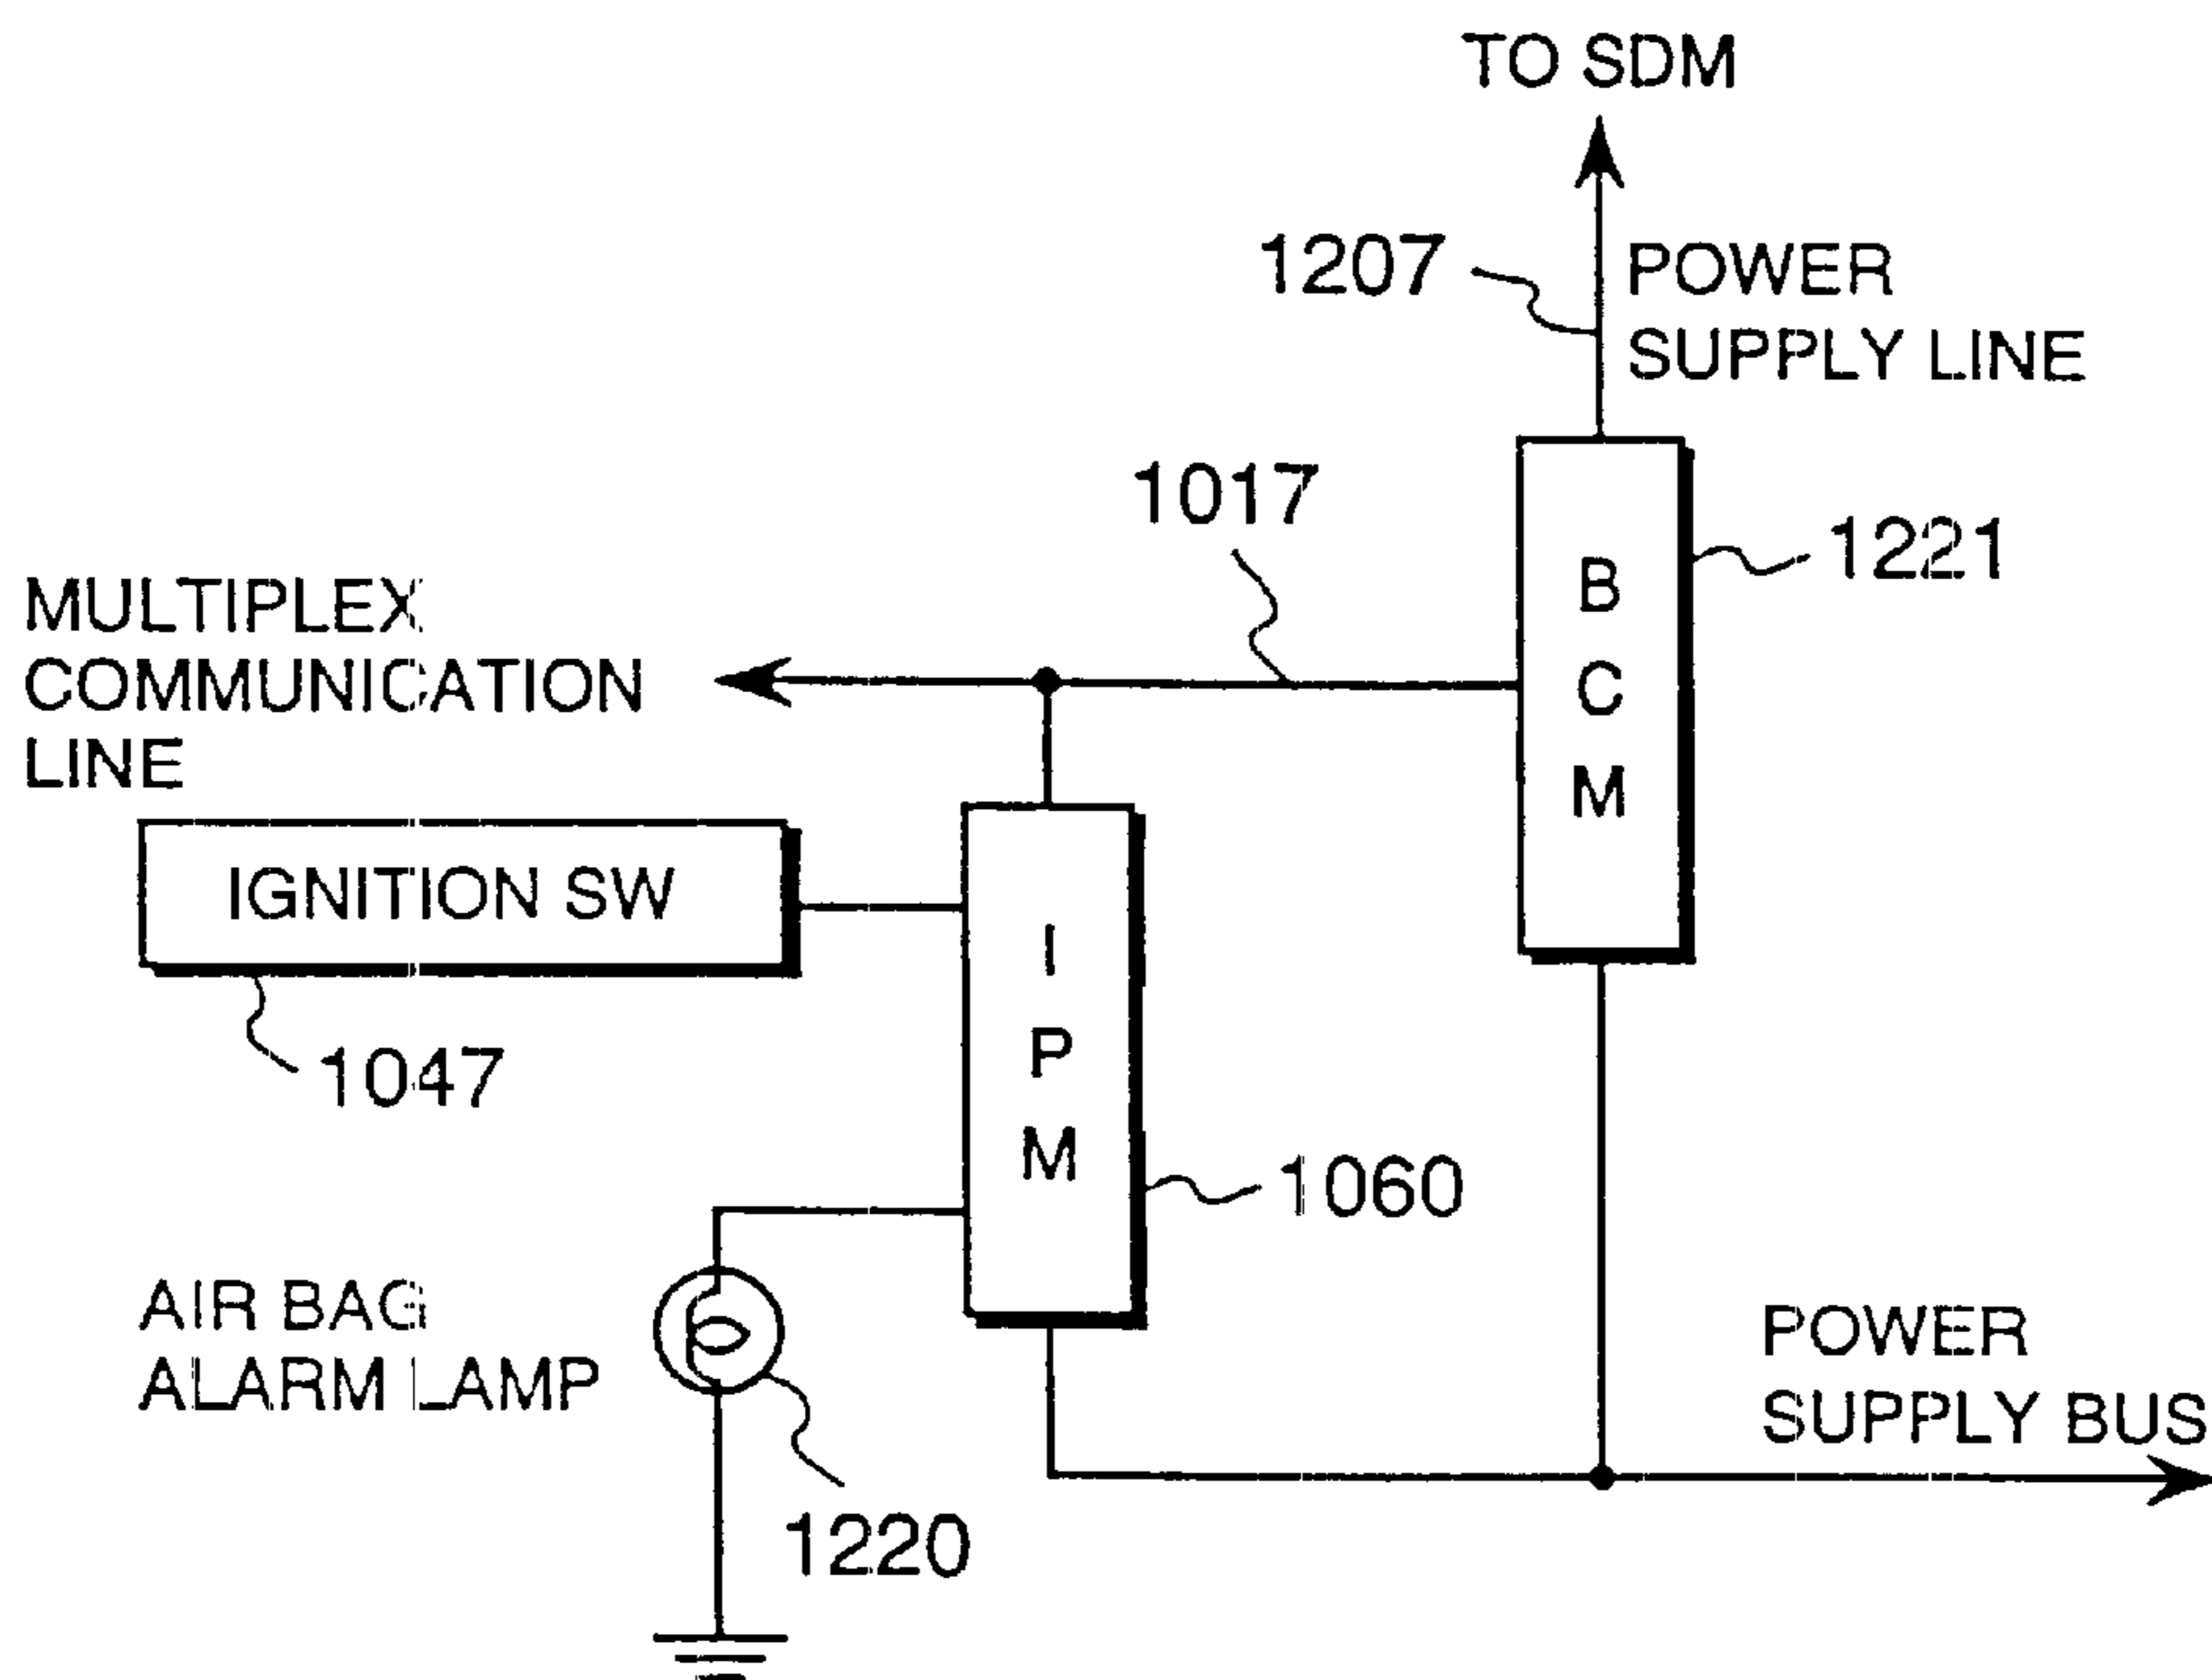 TO SDM
1207
POWER
SUPPLY LINE
1017
1221
B
C
M
MULTIPLEX
COMMUNICATION
LINE
IGNITION SW
1047
I
P
M
1060
AIR BAG
ALARM LAMP
1220
POWER
SUPPLY BUS